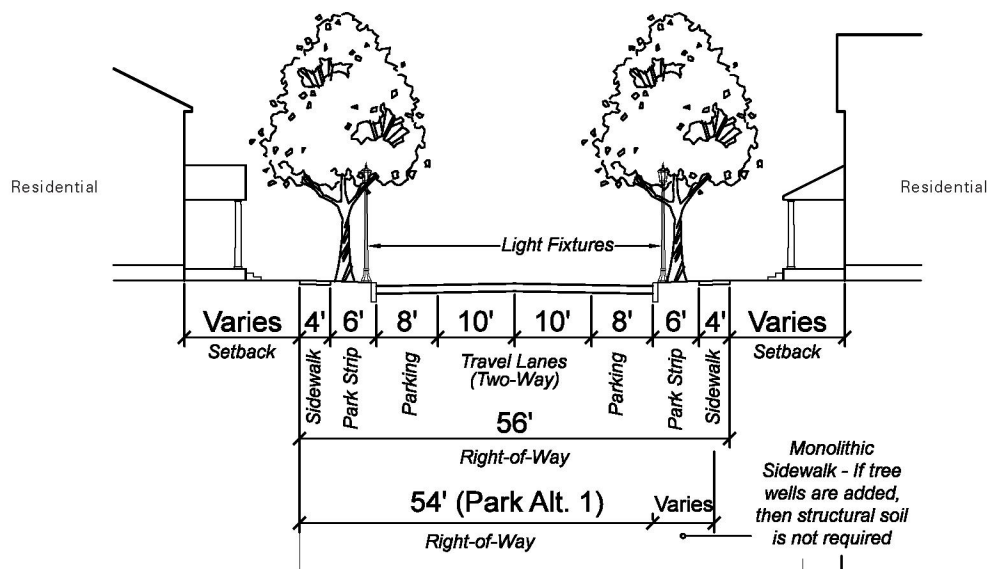 Residential
Residential
Light Fixtures
Varies 4' 6' 8' 10' 10' 8' 6' 4' Varies
Setback
Sidewalk
Park Strip
Parking
Travel Lanes
(Two-Way)
Parking
Park Strip
Sidewalk
Setback
56'
Right-of-Way
54' (Park Alt. 1) Varies
Right-of-Way
Monolithic
Sidewalk - If tree
wells are added,
then structural soil
is not required